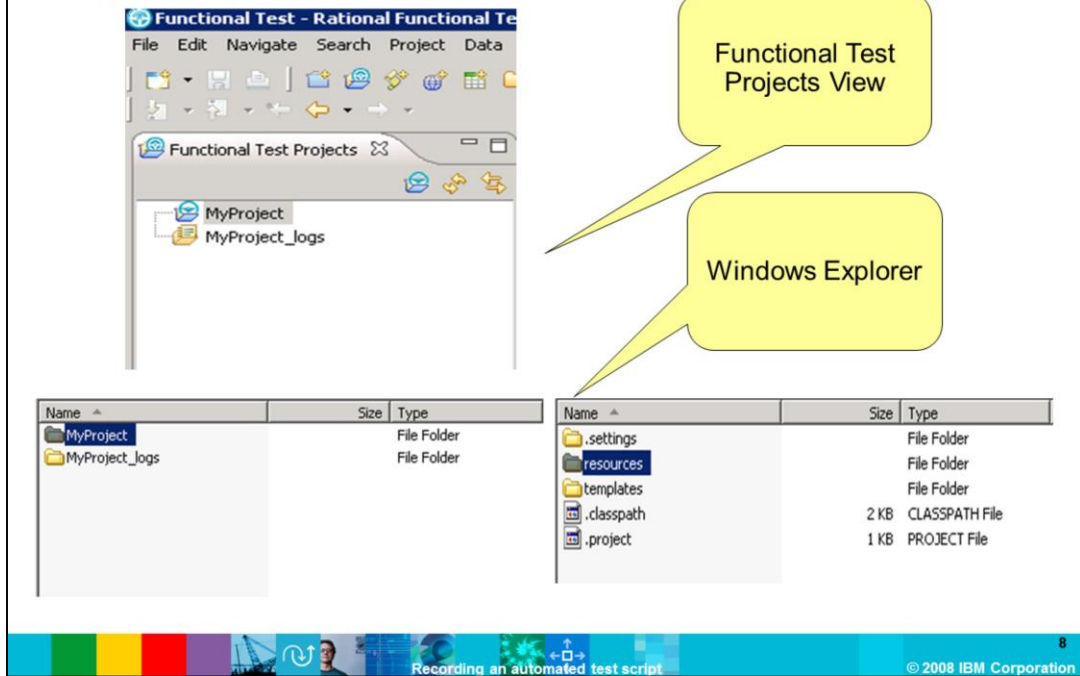 Functional Test - Rational Functional Te
File Edit Navigate Search Project Data
Functional Test Projects
MyProject
MyProject_logs
Functional Test
Projects View
Windows Explorer
Name Size Type
MyProject File Folder
MyProject_logs File Folder
Name Size Type
.settings File Folder
resources File Folder
templates File Folder
.classpath 2 KB CLASSPATH File
.project 1 KB PROJECT File
8
Recording an automated test script
© 2008 IBM Corporation